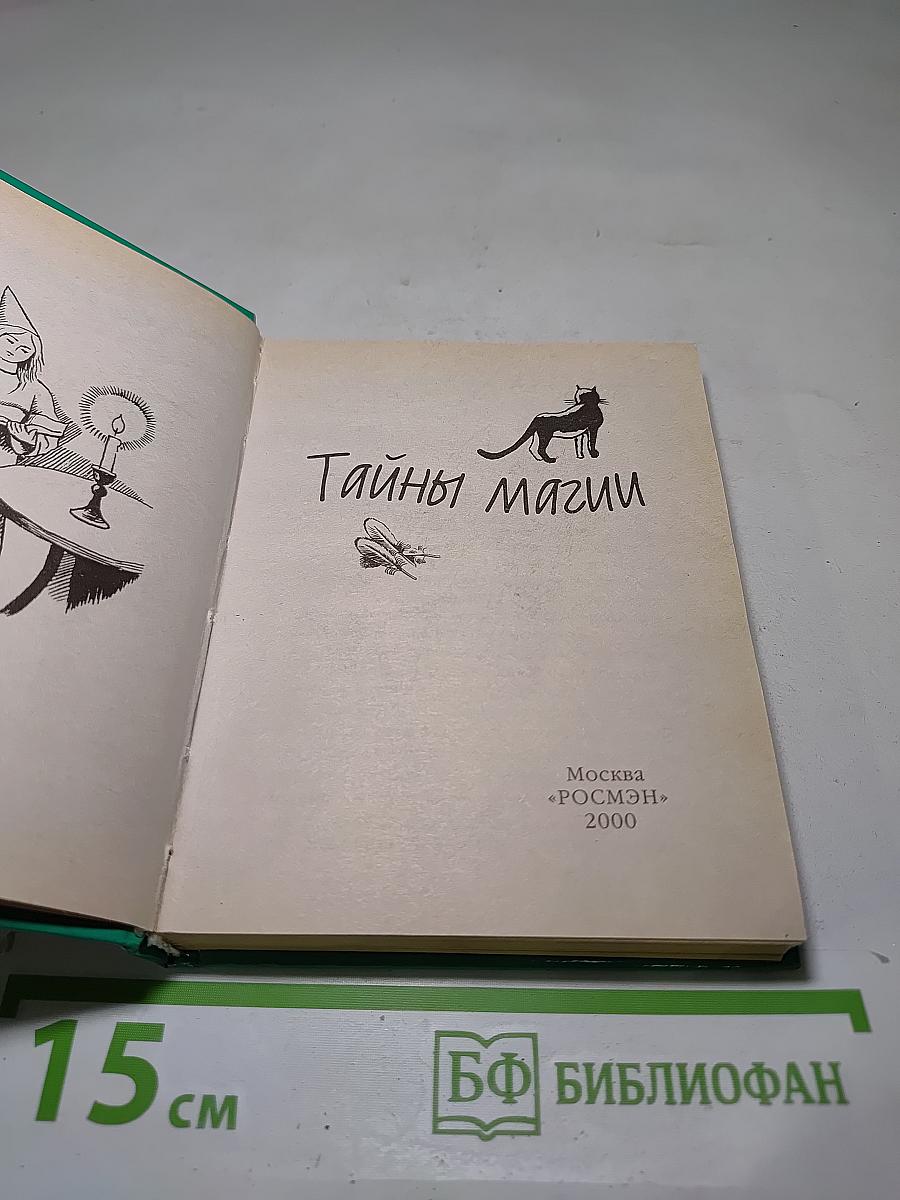 Тайны магии
Москва
«РОСМЭН»
2000
15 см
БФ БИБЛИОФАН